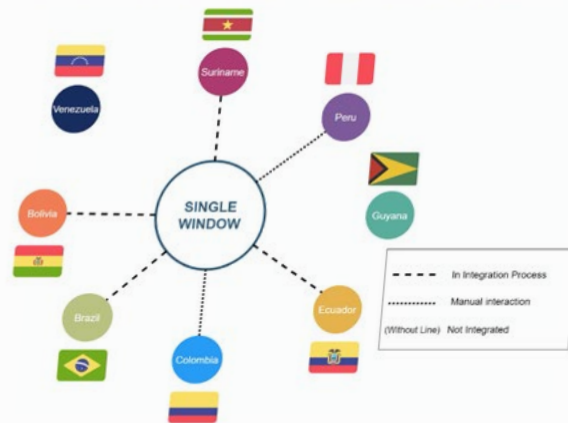 Suriname
Venezuela
Peru
Bolivia
SINGLE
WINDOW
Guyana
Brazil
Colombia
Ecuador
In Integration Process
Manual interaction
(Without Line) Not Integrated